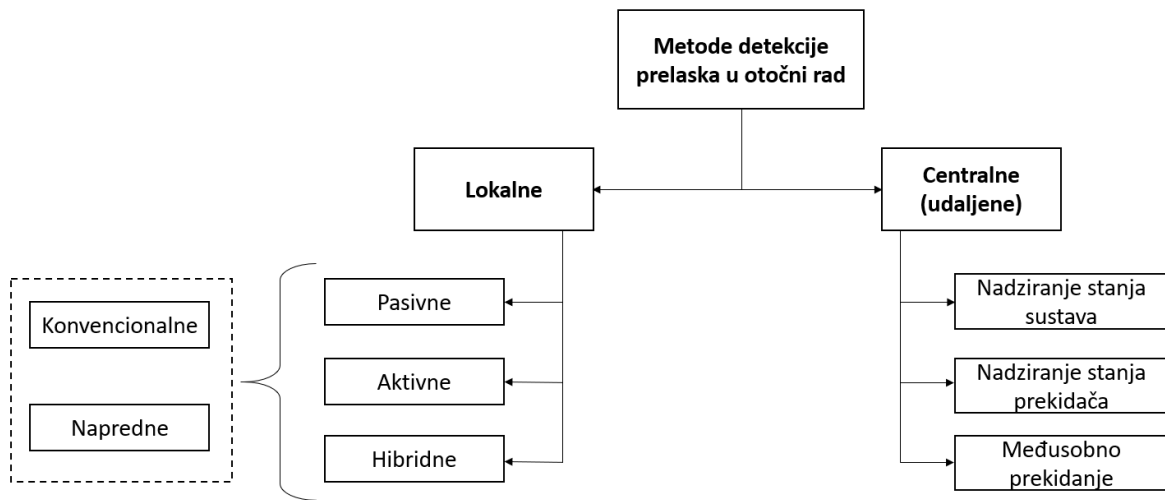 Metode detekcije
prelaska u otočni rad
Lokalne
Centralne
(udaljene)
Konvencionalne
Napredne
Pasivne
Aktivne
Hibridne
Nadziranje stanja
sustava
Nadziranje stanja
prekidača
Međusobno
prekidanje